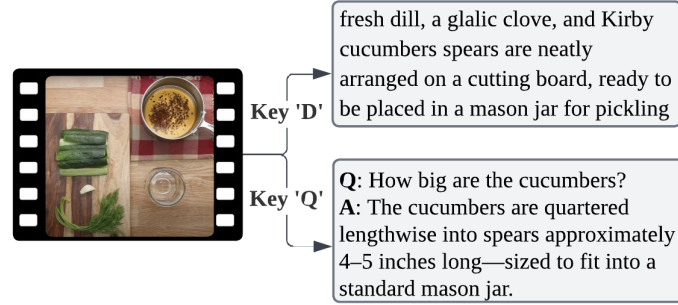 fresh dill, a glalic clove, and Kirby
cucumbers spears are neatly
arranged on a cutting board, ready to
be placed in a mason jar for pickling
Key 'D'
Key 'Q'
Q: How big are the cucumbers?
A: The cucumbers are quartered
lengthwise into spears approximately
4–5 inches long—sized to fit into a
standard mason jar.